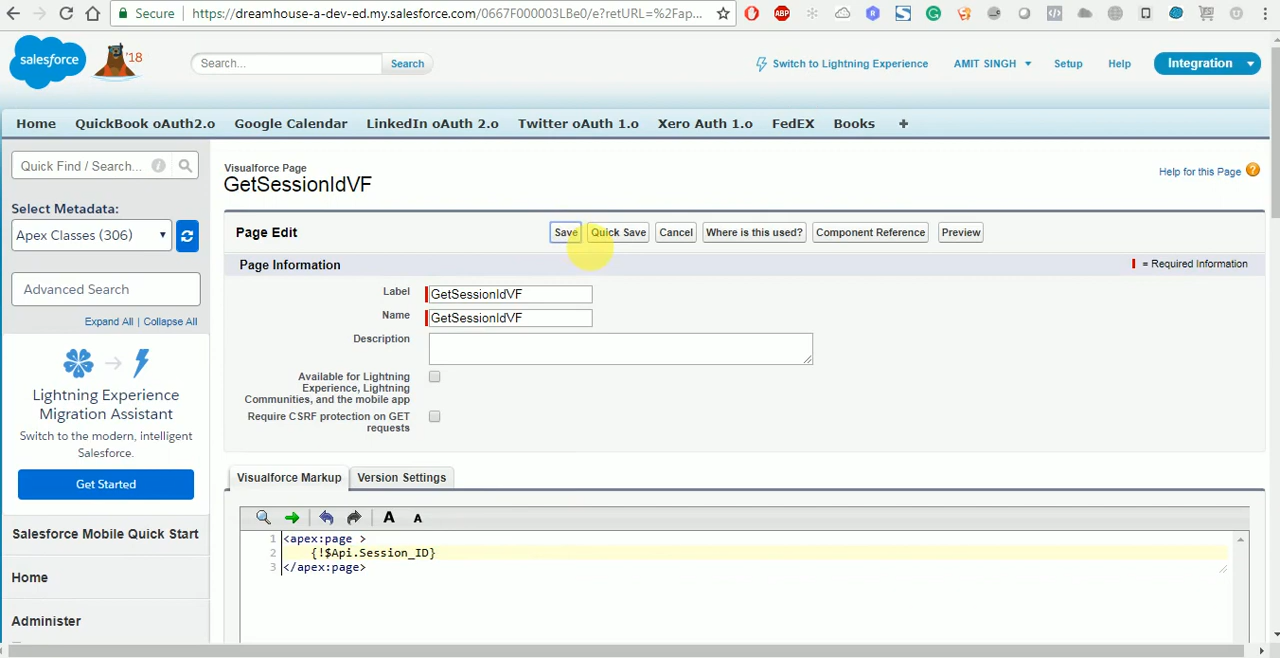 Secure
https://dreamhouse-a-dev-ed.my.salesforce.com/0667F000003LBe0/e?retURL=%2Fap...
ABP
salesforce
'18
Search...
Search
Switch to Lightning Experience
AMIT SINGH
Setup
Help
Integration
Home
QuickBook oAuth2.o
Google Calendar
LinkedIn oAuth 2.o
Twitter oAuth 1.o
Xero Auth 1.o
FedEX
Books
+
Quick Find / Search...
Select Metadata:
Apex Classes (306)
Advanced Search
Expand All | Collapse All
Lightning Experience
Migration Assistant
Switch to the modern, intelligent
Salesforce.
Get Started
Salesforce Mobile Quick Start
Home
Administer
Visualforce Page
GetSessionIdVF
Help for this Page
Page Edit
Save
Quick Save
Cancel
Where is this used?
Component Reference
Preview
Page Information
= Required Information
Label
GetSessionIdVF
Name
GetSessionIdVF
Description
Available for Lightning
Experience, Lightning
Communities, and the mobile app
Require CSRF protection on GET
requests
Visualforce Markup
Version Settings
A
A
1 <apex:page >
2 {!$Api.Session_ID}
3 </apex:page>